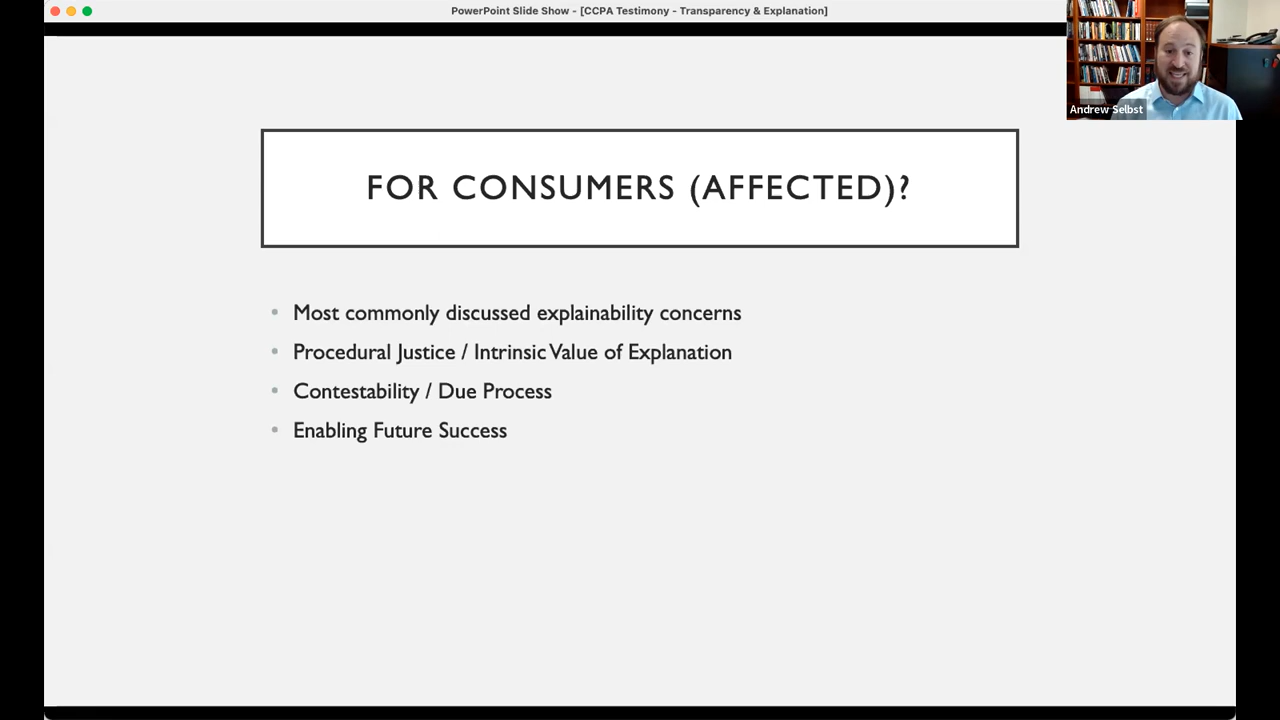 PowerPoint Slide Show - [CCPA Testimony - Transparency & Explanation]
Andrew Selbst
FOR CONSUMERS (AFFECTED)?
• Most commonly discussed explainability concerns
• Procedural Justice / Intrinsic Value of Explanation
• Contestability / Due Process
• Enabling Future Success